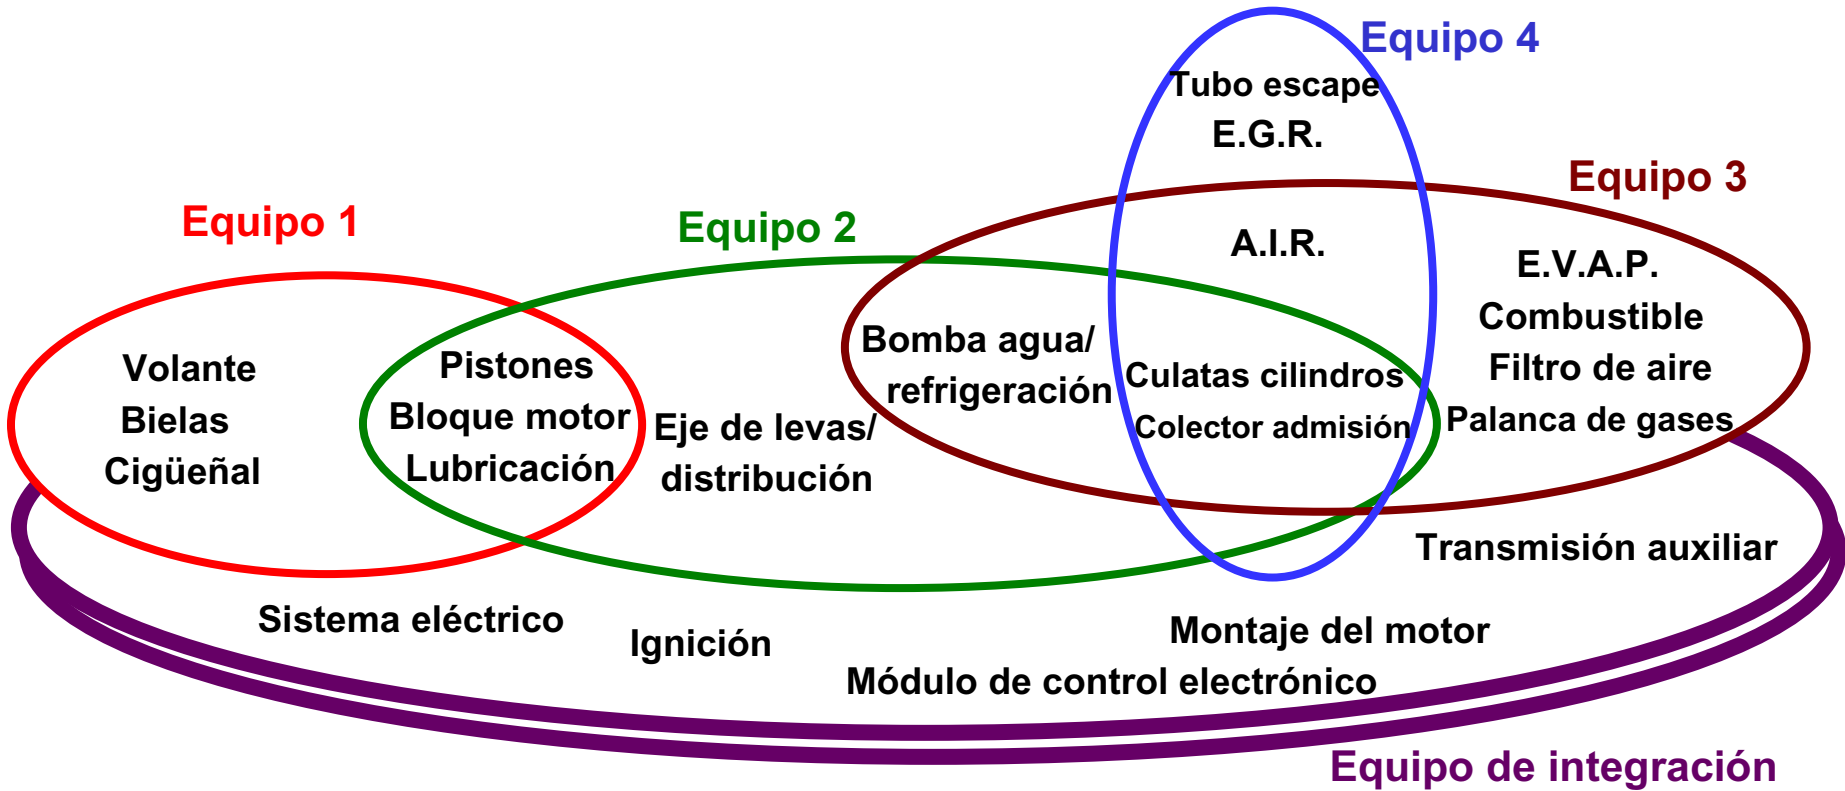 Equipo 4
Tubo escape
E.G.R.
Equipo 3
Equipo 1
Equipo 2
A.I.R.
E.V.A.P.
Combustible
Filtro de aire
Palanca de gases
Bomba agua/
refrigeración
Culatas cilindros
Colector admisión
Volante
Bielas
Cigüeñal
Pistones
Bloque motor
Lubricación
Eje de levas/
distribución
Transmisión auxiliar
Sistema eléctrico
Ignición
Montaje del motor
Módulo de control electrónico
Equipo de integración